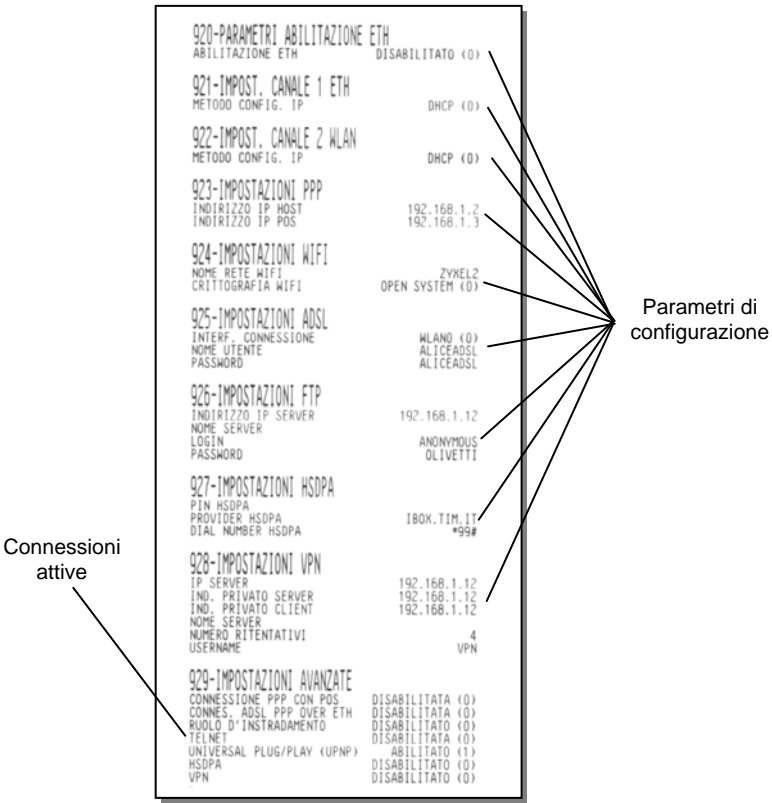 920-PARAMETRI ABILITAZIONE ETH
ABILITAZIONE ETH DISABILITATO (0)
921-IMPOST. CANALE 1 ETH
METODO CONFIG. IP DHCP (0)
922-IMPOST. CANALE 2 WLAN
METODO CONFIG. IP DHCP (0)
923-IMPOSTAZIONI PPP
INDIRIZZO IP HOST 192.168.1.2
INDIRIZZO IP POS 192.168.1.3
924-IMPOSTAZIONI WIFI
NOME RETE WIFI ZYXEL2
CRITTOGRAFIA WIFI OPEN SYSTEM (0)
Parametri di
configurazione
925-IMPOSTAZIONI ADSL
INTERF. CONNESSIONE WLAN0 (0)
NOME UTENTE ALICEADSL
PASSWORD ALICEADSL
926-IMPOSTAZIONI FTP
INDIRIZZO IP SERVER 192.168.1.12
NOME SERVER
LOGIN ANONYMOUS
PASSWORD OLIVETTI
927-IMPOSTAZIONI HSDPA
PIN HSDPA
PROVIDER HSDPA IBOX.TIM.IT
DIAL NUMBER HSDPA *99#
Connessioni
attive
928-IMPOSTAZIONI VPN
IP SERVER 192.168.1.12
IND. PRIVATO SERVER 192.168.1.12
IND. PRIVATO CLIENT 192.168.1.12
NOME SERVER
NUMERO RITENTATIVI 4
USERNAME VPN
929-IMPOSTAZIONI AVANZATE
CONNESSIONE PPP CON POS DISABILITATA (0)
CONNES. ADSL PPP OVER ETH DISABILITATA (0)
RUOLO D'INSTRADAMENTO DISABILITATO (0)
TELNET DISABILITATA (0)
UNIVERSAL PLUG/PLAY (UPNP) ABILITATO (1)
HSDPA DISABILITATO (0)
VPN DISABILITATO (0)